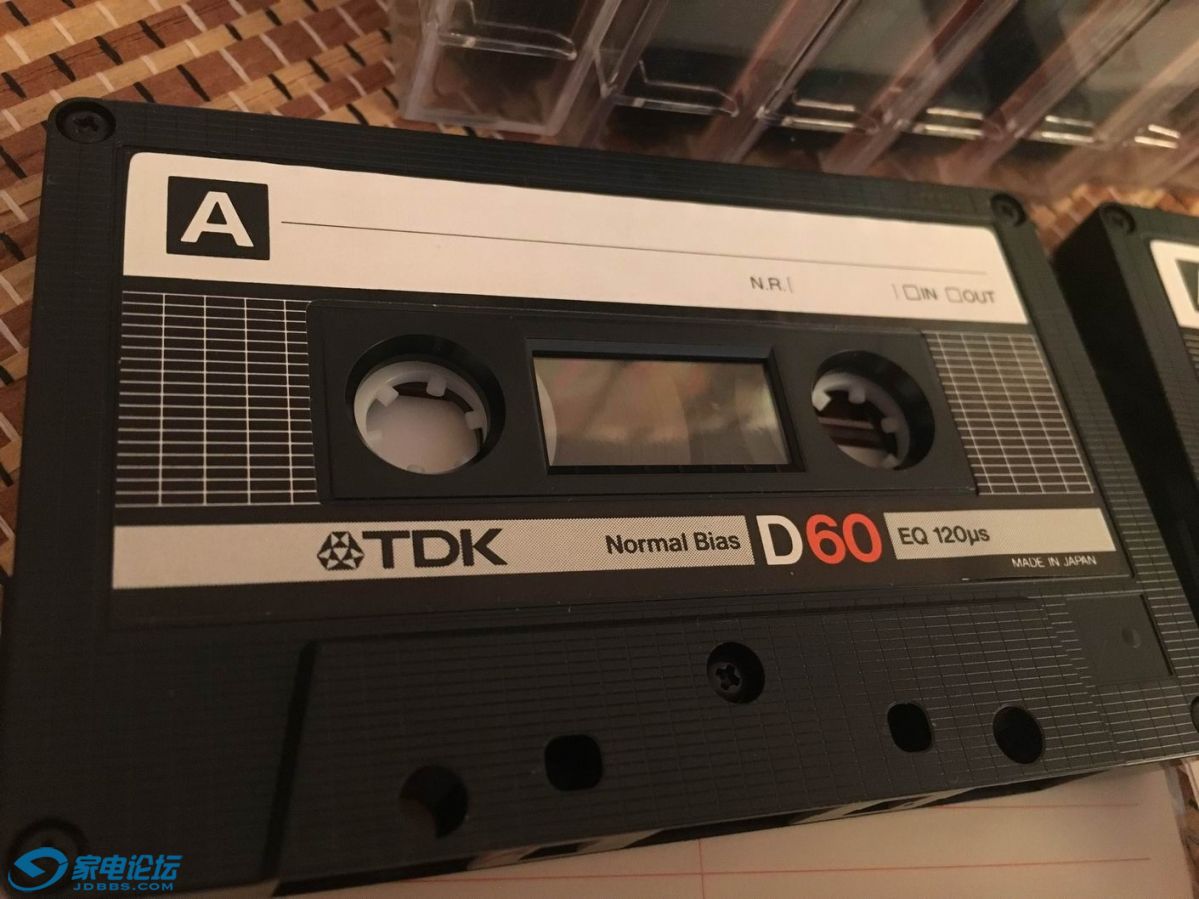 A
N.R. IN OUT
TDK Normal Bias D60 EQ 120µs
MADE IN JAPAN
家电论坛
JDBBS.COM